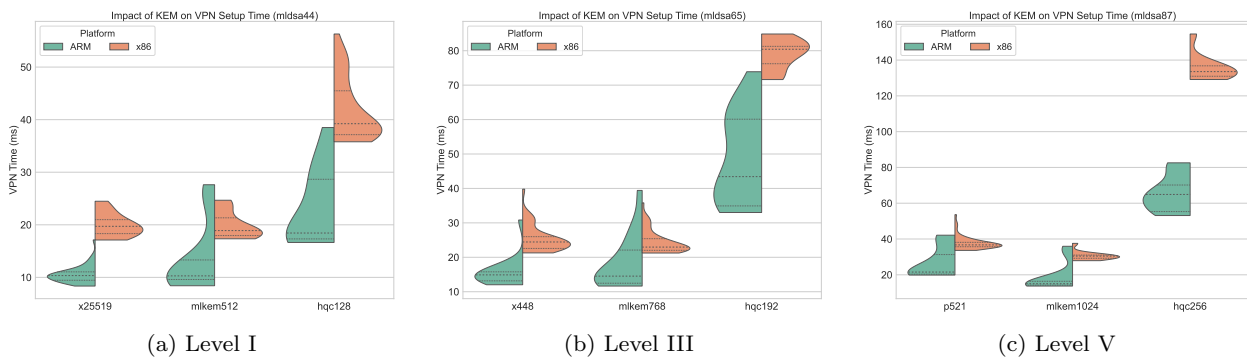 Impact of KEM on VPN Setup Time (mldsa44)
Platform
ARM x86
VPN Time (ms)
50
40
30
20
10
x25519 mlkem512 hqc128
(a) Level I
Impact of KEM on VPN Setup Time (mldsa65)
Platform
ARM x86
VPN Time (ms)
80
70
60
50
40
30
20
10
x448 mlkem768 hqc192
(b) Level III
Impact of KEM on VPN Setup Time (mldsa87)
Platform
ARM x86
VPN Time (ms)
160
140
120
100
80
60
40
20
p521 mlkem1024 hqc256
(c) Level V